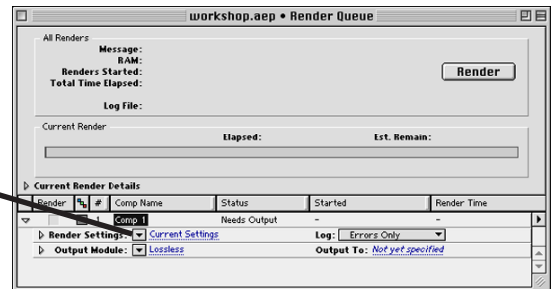 workshop.aep • Render Queue
All Renders
Message:
RAM:
Renders Started:
Total Time Elapsed:
Log File:
Render
Current Render
Elapsed: Est. Remain:
Current Render Details
Render # Comp Name Status Started Render Time
1 Comp 1 Needs Output - -
Render Settings: Current Settings Log: Errors Only
Output Module: Lossless Output To: Not yet specified